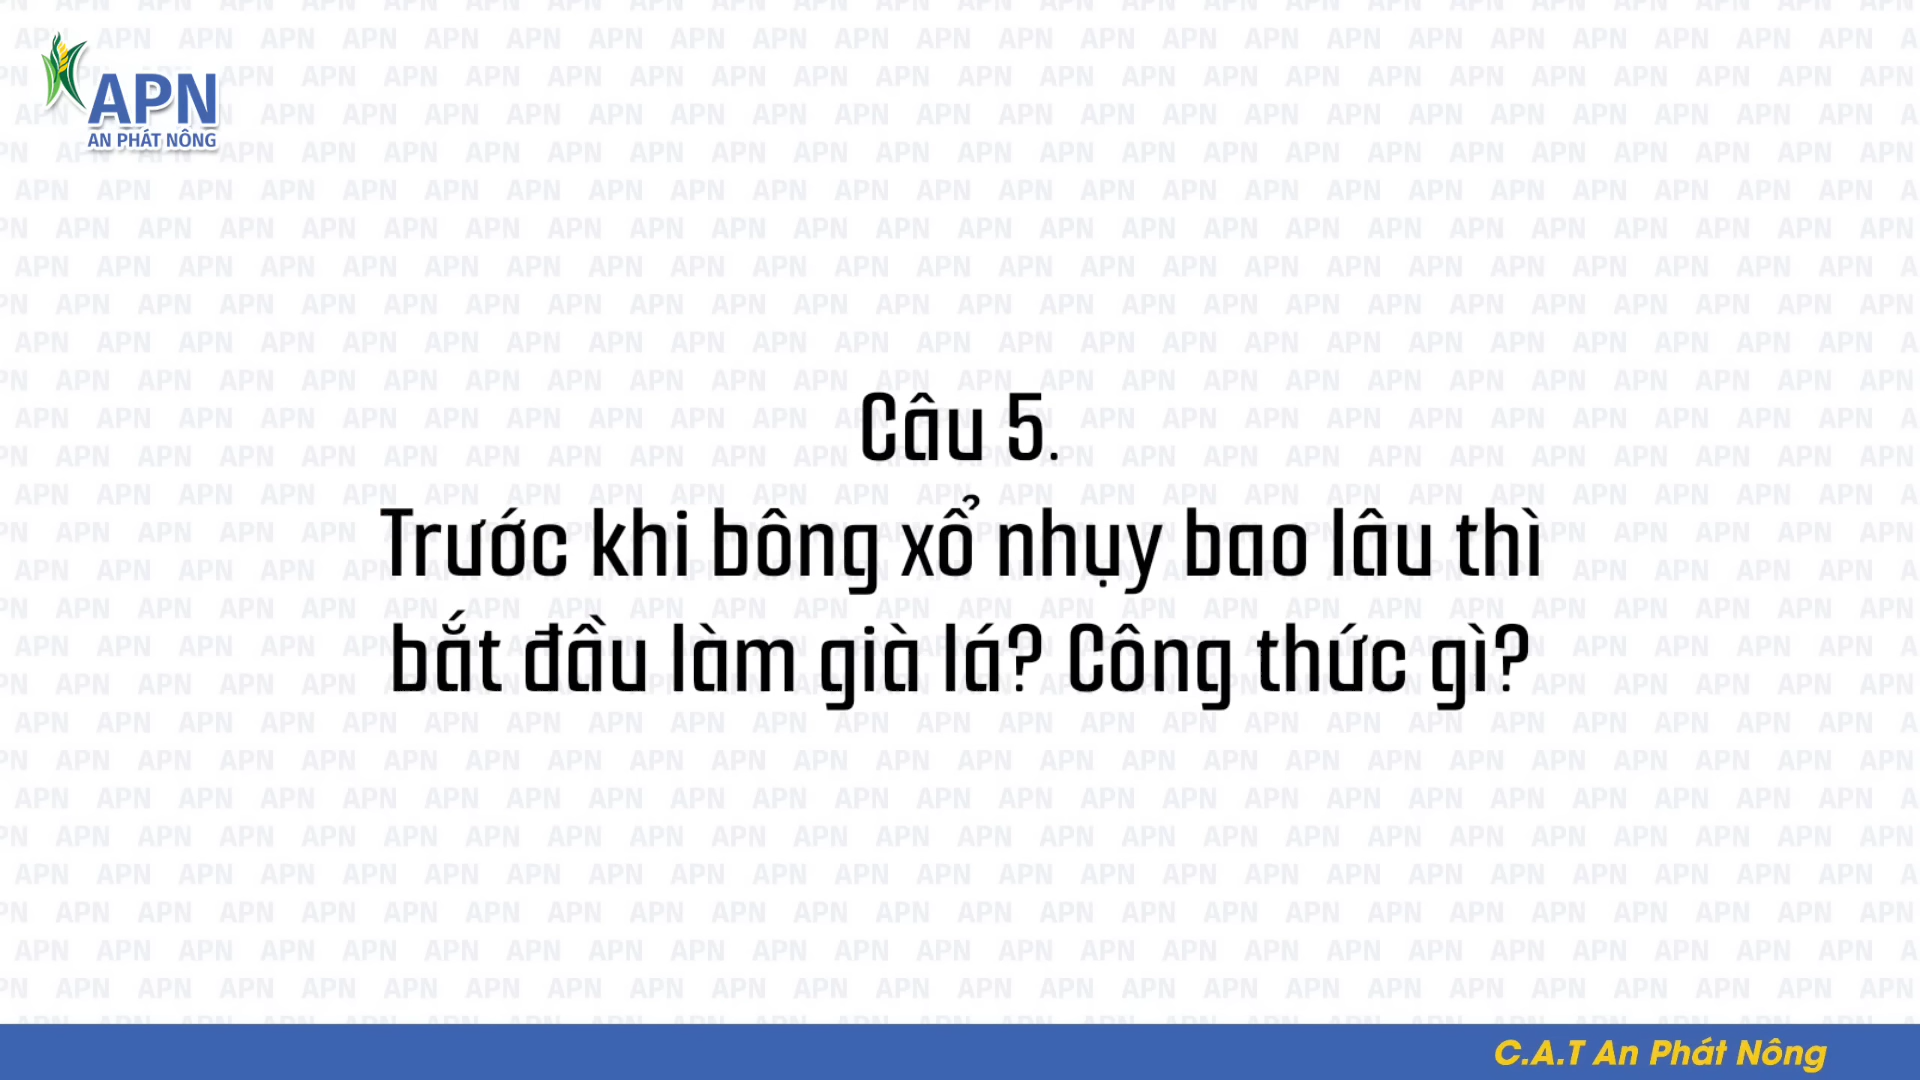 APN
AN PHÁT NÔNG
Câu 5.
Trước khi bông xổ nhụy bao lâu thì
bắt đầu làm già lá? Công thức gì?
C.A.T An Phát Nông